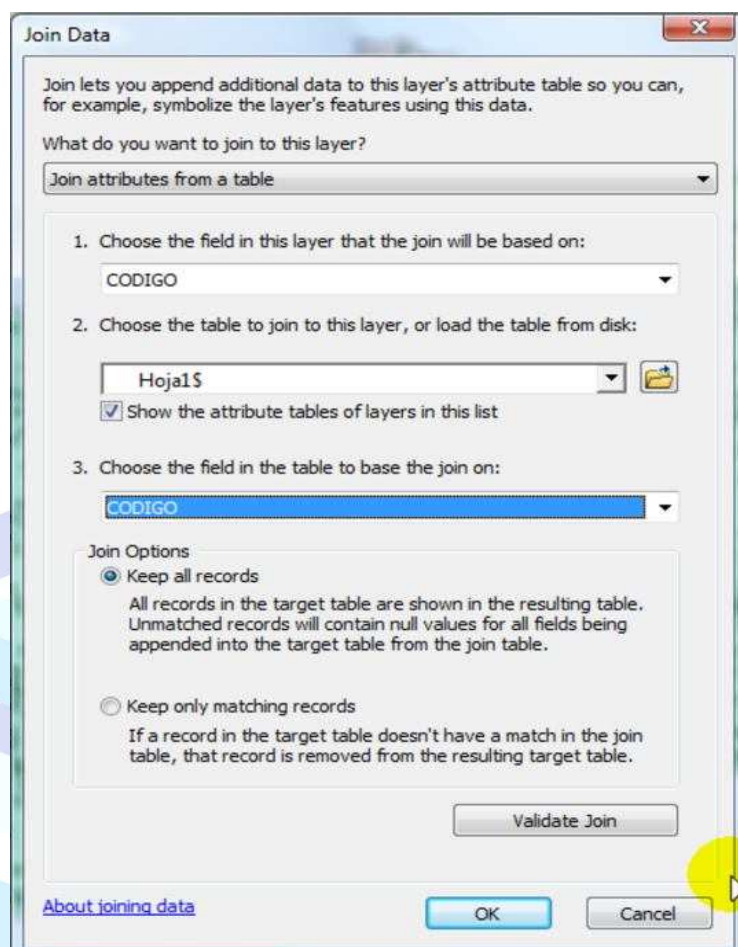 Join Data
Join lets you append additional data to this layer's attribute table so you can,
for example, symbolize the layer's features using this data.
What do you want to join to this layer?
Join attributes from a table
1. Choose the field in this layer that the join will be based on:
CODIGO
2. Choose the table to join to this layer, or load the table from disk:
Hoja1$
Show the attribute tables of layers in this list
3. Choose the field in the table to base the join on:
CODIGO
Join Options
Keep all records
All records in the target table are shown in the resulting table.
Unmatched records will contain null values for all fields being
appended into the target table from the join table.
Keep only matching records
If a record in the target table doesn't have a match in the join
table, that record is removed from the resulting target table.
Validate Join
About joining data
OK
Cancel